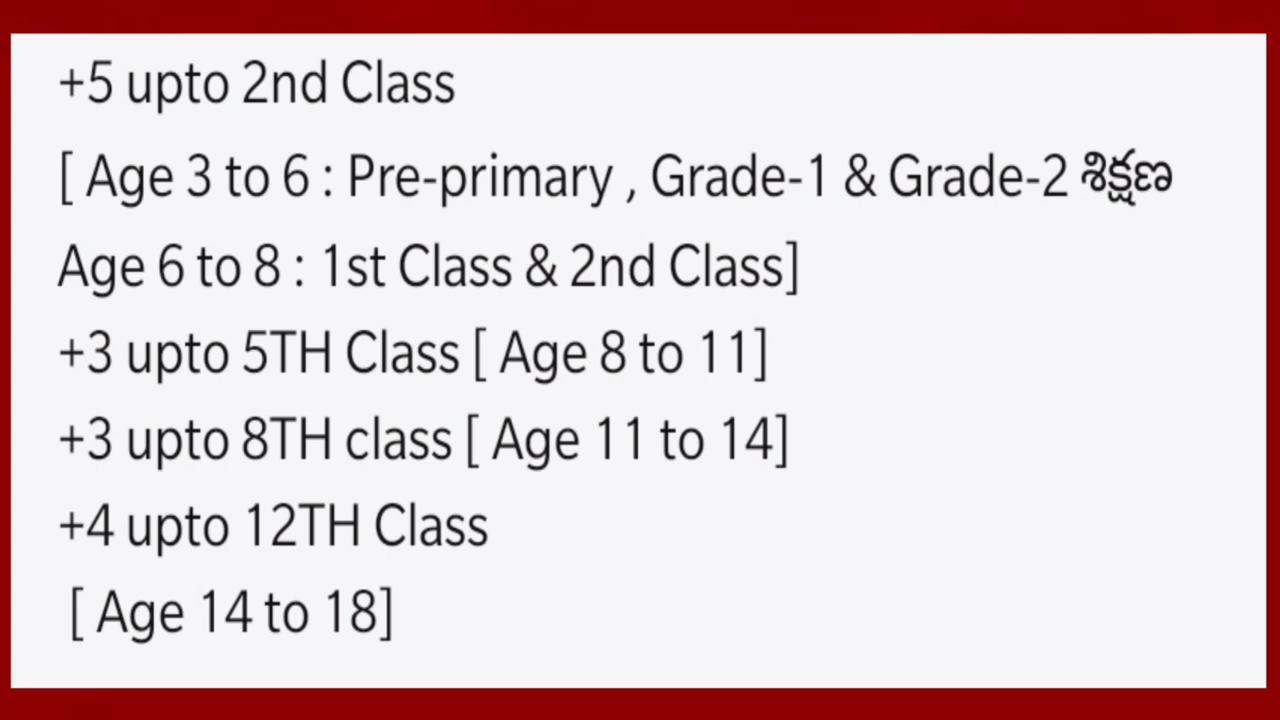 +5 upto 2nd Class
[ Age 3 to 6 : Pre-primary , Grade-1 & Grade-2 శిక్షణ
Age 6 to 8 : 1st Class & 2nd Class]
+3 upto 5TH Class [ Age 8 to 11]
+3 upto 8TH class [ Age 11 to 14]
+4 upto 12TH Class
[ Age 14 to 18]